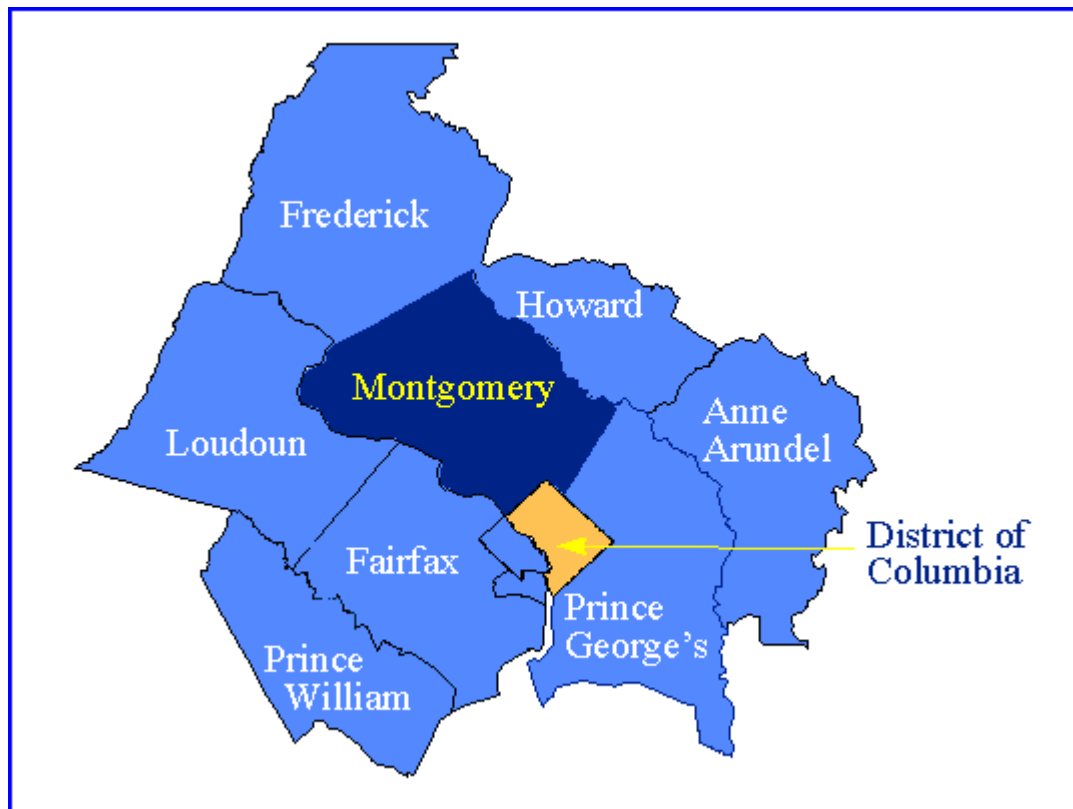 Frederick
Howard
Montgomery
Anne
Arundel
Loudoun
District of
Columbia
Fairfax
Prince
George’s
Prince
William